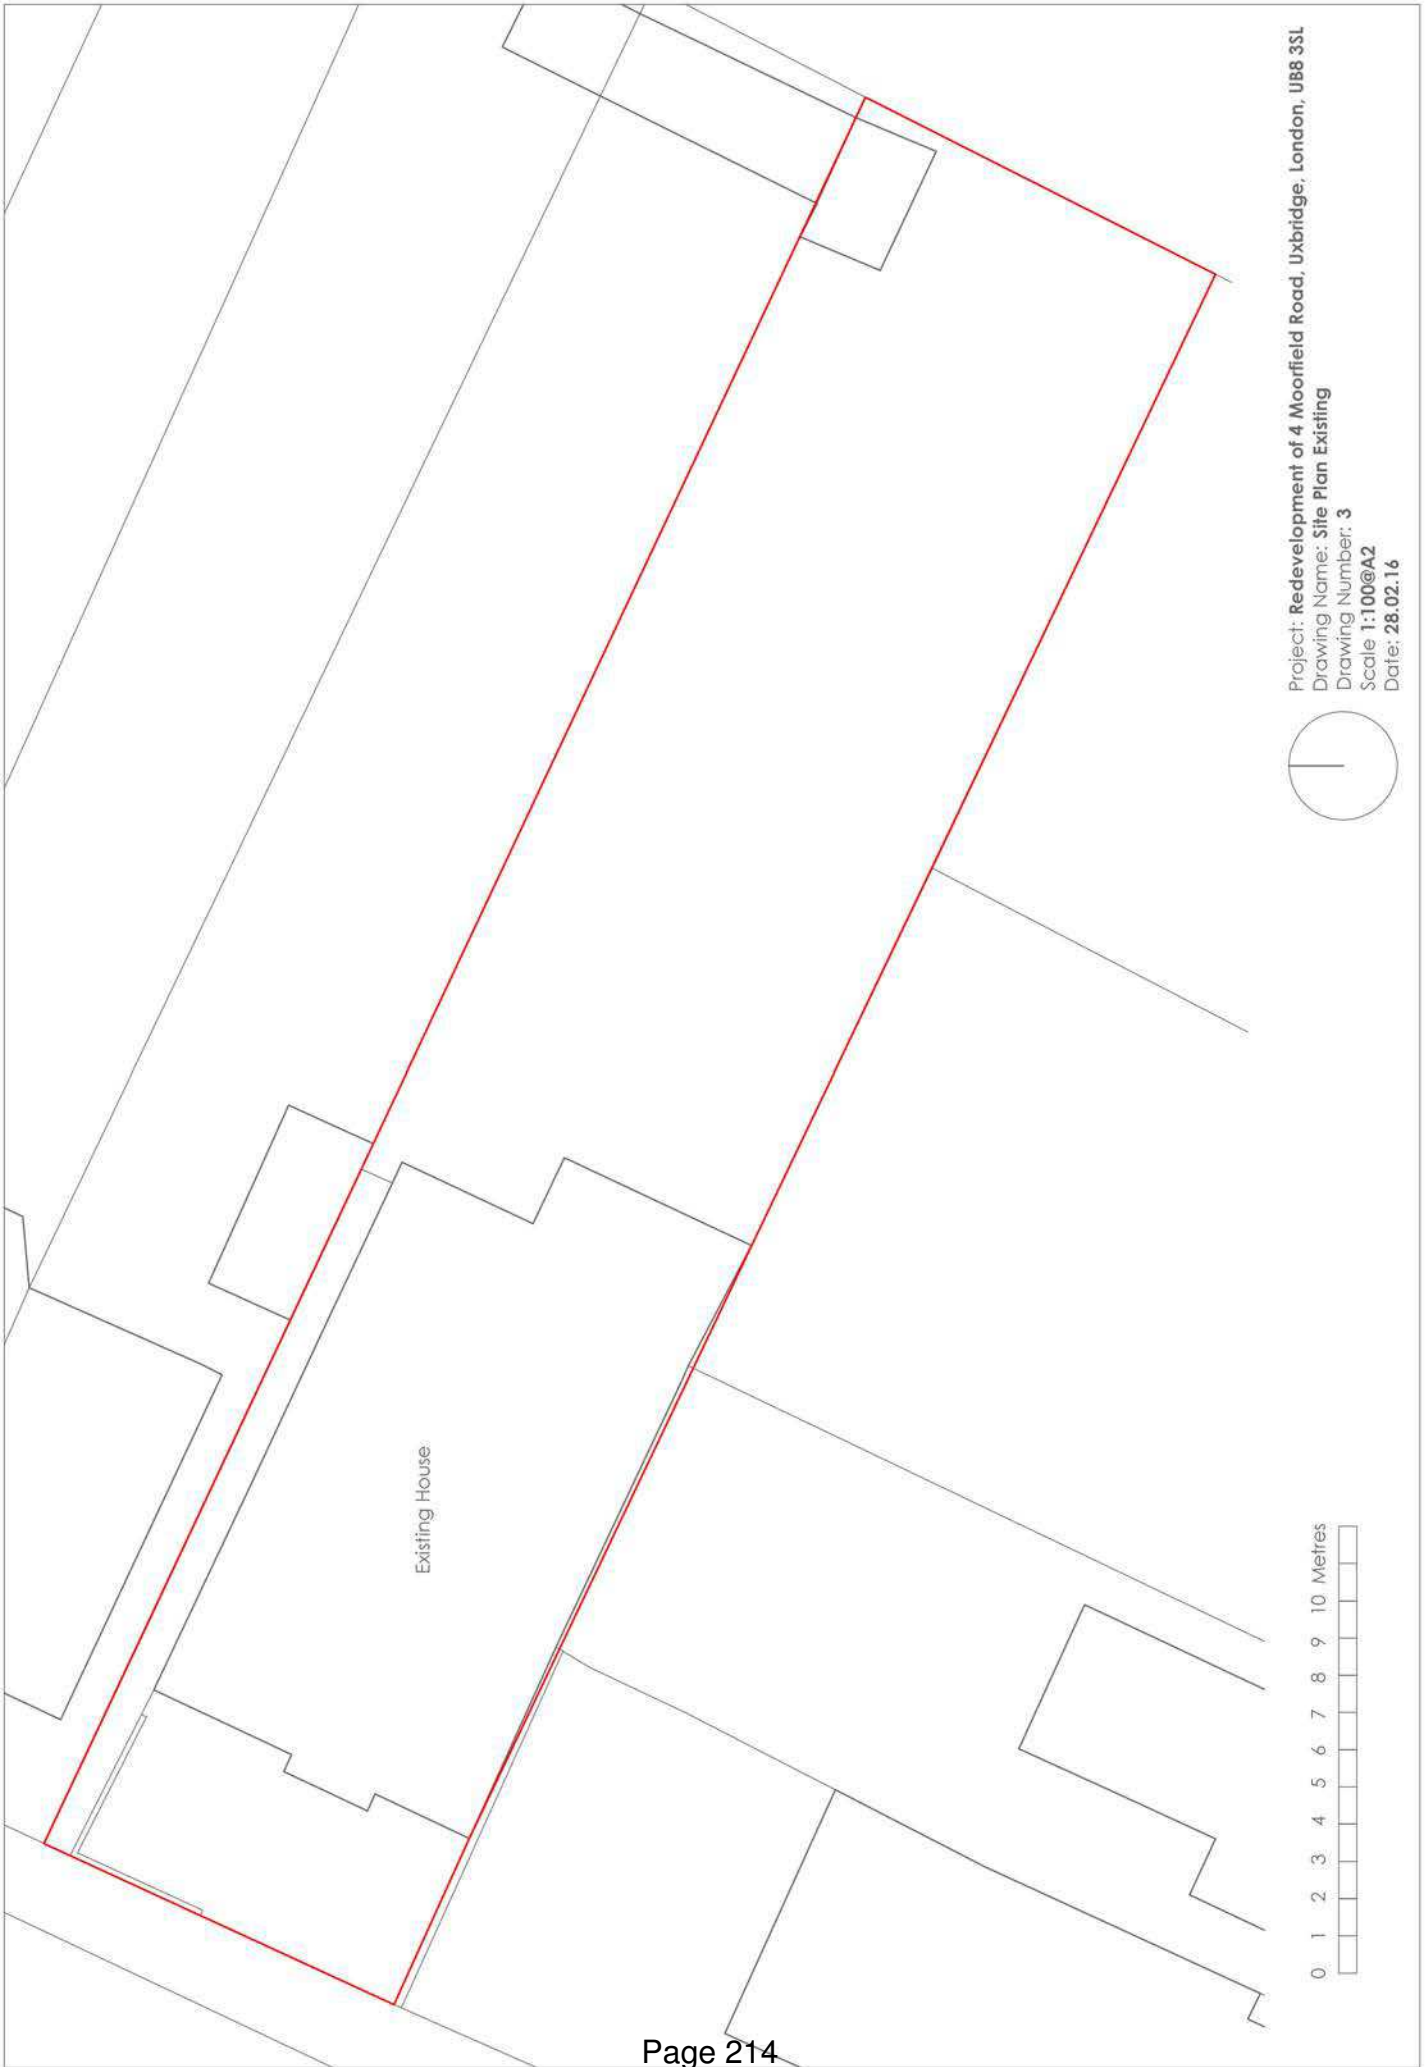 Project: Redevelopment of 4 Moorfield Road, Uxbridge, London, UB8 3SL
Drawing Name: Site Plan Existing
Drawing Number: 3
Scale 1:100@A2
Date: 28.02.16
Existing House
0 1 2 3 4 5 6 7 8 9 10 Metres
Page 214